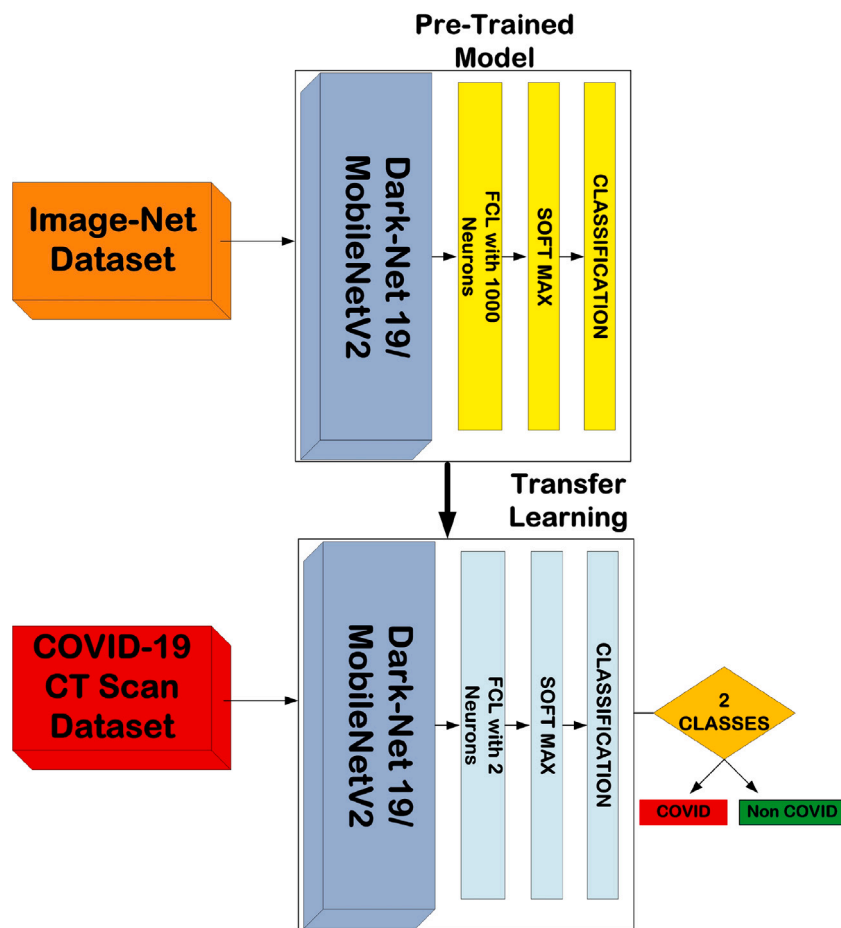 Pre-Trained
Model
Image-Net
Dataset
Dark-Net 19/
MobileNetV2
FCL with 1000
Neurons
SOFT MAX
CLASSIFICATION
Transfer
Learning
COVID-19
CT Scan
Dataset
Dark-Net 19/
MobileNetV2
FCL with 2
Neurons
SOFT MAX
CLASSIFICATION
2
CLASSES
COVID
Non COVID